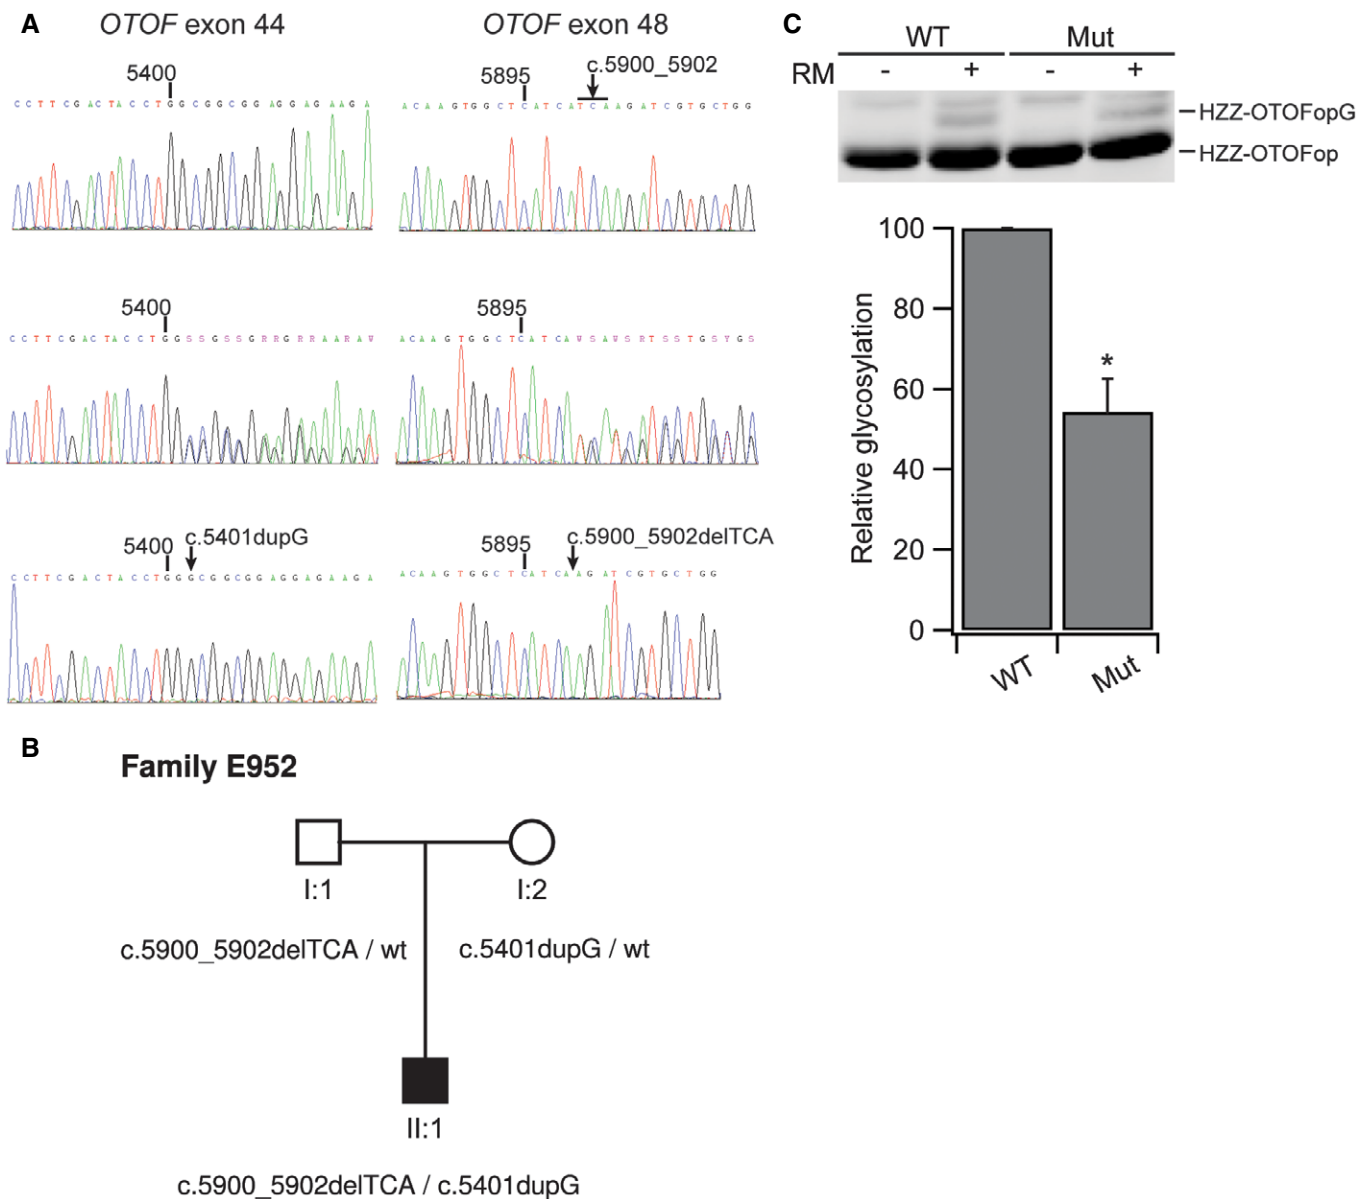 A
OTOF exon 44
OTOF exon 48
5400
5895
c.5900_5902
C C T T C G A C T A C C T G G C G G C G G A G G A G A A G A
A C A A G T G G C T C A T C A T C A A G A T C G T G C T G G
5400
5895
C C T T C G A C T A C C T G G S S G S S G R R G R R A A R A W
A C A A G T G G C T C A T C A W S A W S R T S S T G S Y G S
5400
c.5401dupG
5895
c.5900_5902delTCA
C C T T C G A C T A C C T G G G C G G C G G A G G A G A A G A
A C A A G T G G C T C A T C A A G A T C G T G C T G G
B
Family E952
I:1
I:2
c.5900_5902delTCA / wt
c.5401dupG / wt
II:1
c.5900_5902delTCA / c.5401dupG
C
WT
Mut
RM - + - +
HZZ-OTOFopG
HZZ-OTOFop
Relative glycosylation
100
80
60
40
20
0
*
WT
Mut